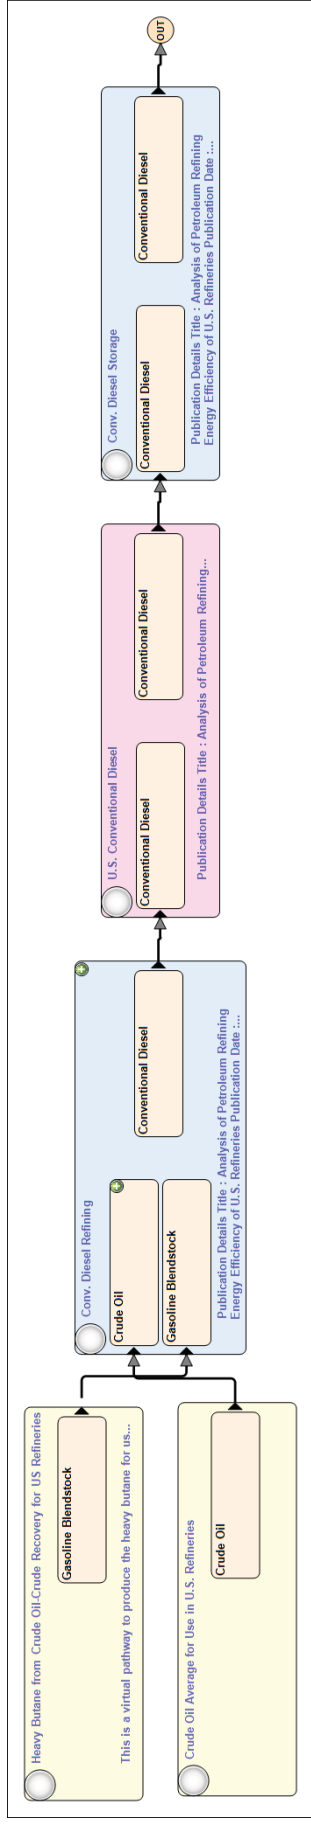 Heavy Butane from Crude Oil-Crude Recovery for US Refineries
Gasoline Blendstock
This is a virtual pathway to produce the heavy butane for us...
Crude Oil Average for Use in U.S. Refineries
Crude Oil
Conv. Diesel Refining
Crude Oil
Gasoline Blendstock
Conventional Diesel
Publication Details Title : Analysis of Petroleum Refining
Energy Efficiency of U.S. Refineries Publication Date :...
U.S. Conventional Diesel
Conventional Diesel
Conventional Diesel
Publication Details Title : Analysis of Petroleum Refining...
Conv. Diesel Storage
Conventional Diesel
Conventional Diesel
Publication Details Title : Analysis of Petroleum Refining
Energy Efficiency of U.S. Refineries Publication Date :...
OUT